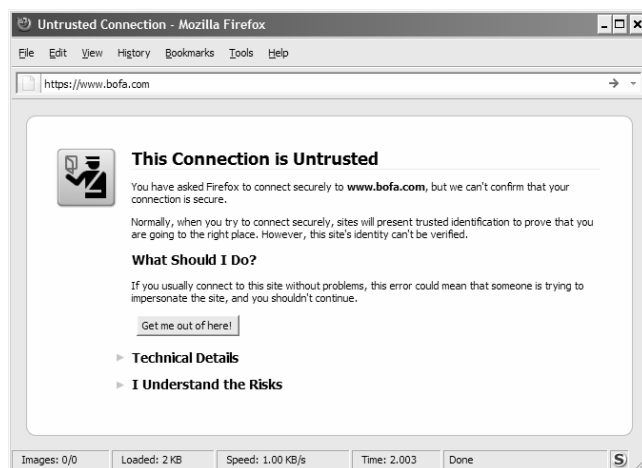 Untrusted Connection - Mozilla Firefox
File Edit View History Bookmarks Tools Help
https://www.bofa.com
This Connection is Untrusted
You have asked Firefox to connect securely to www.bofa.com, but we can't confirm that your
connection is secure.
Normally, when you try to connect securely, sites will present trusted identification to prove that you
are going to the right place. However, this site's identity can't be verified.
What Should I Do?
If you usually connect to this site without problems, this error could mean that someone is trying to
impersonate the site, and you shouldn't continue.
Get me out of here!
Technical Details
I Understand the Risks
Images: 0/0 Loaded: 2 KB Speed: 1.00 KB/s Time: 2.003 Done S